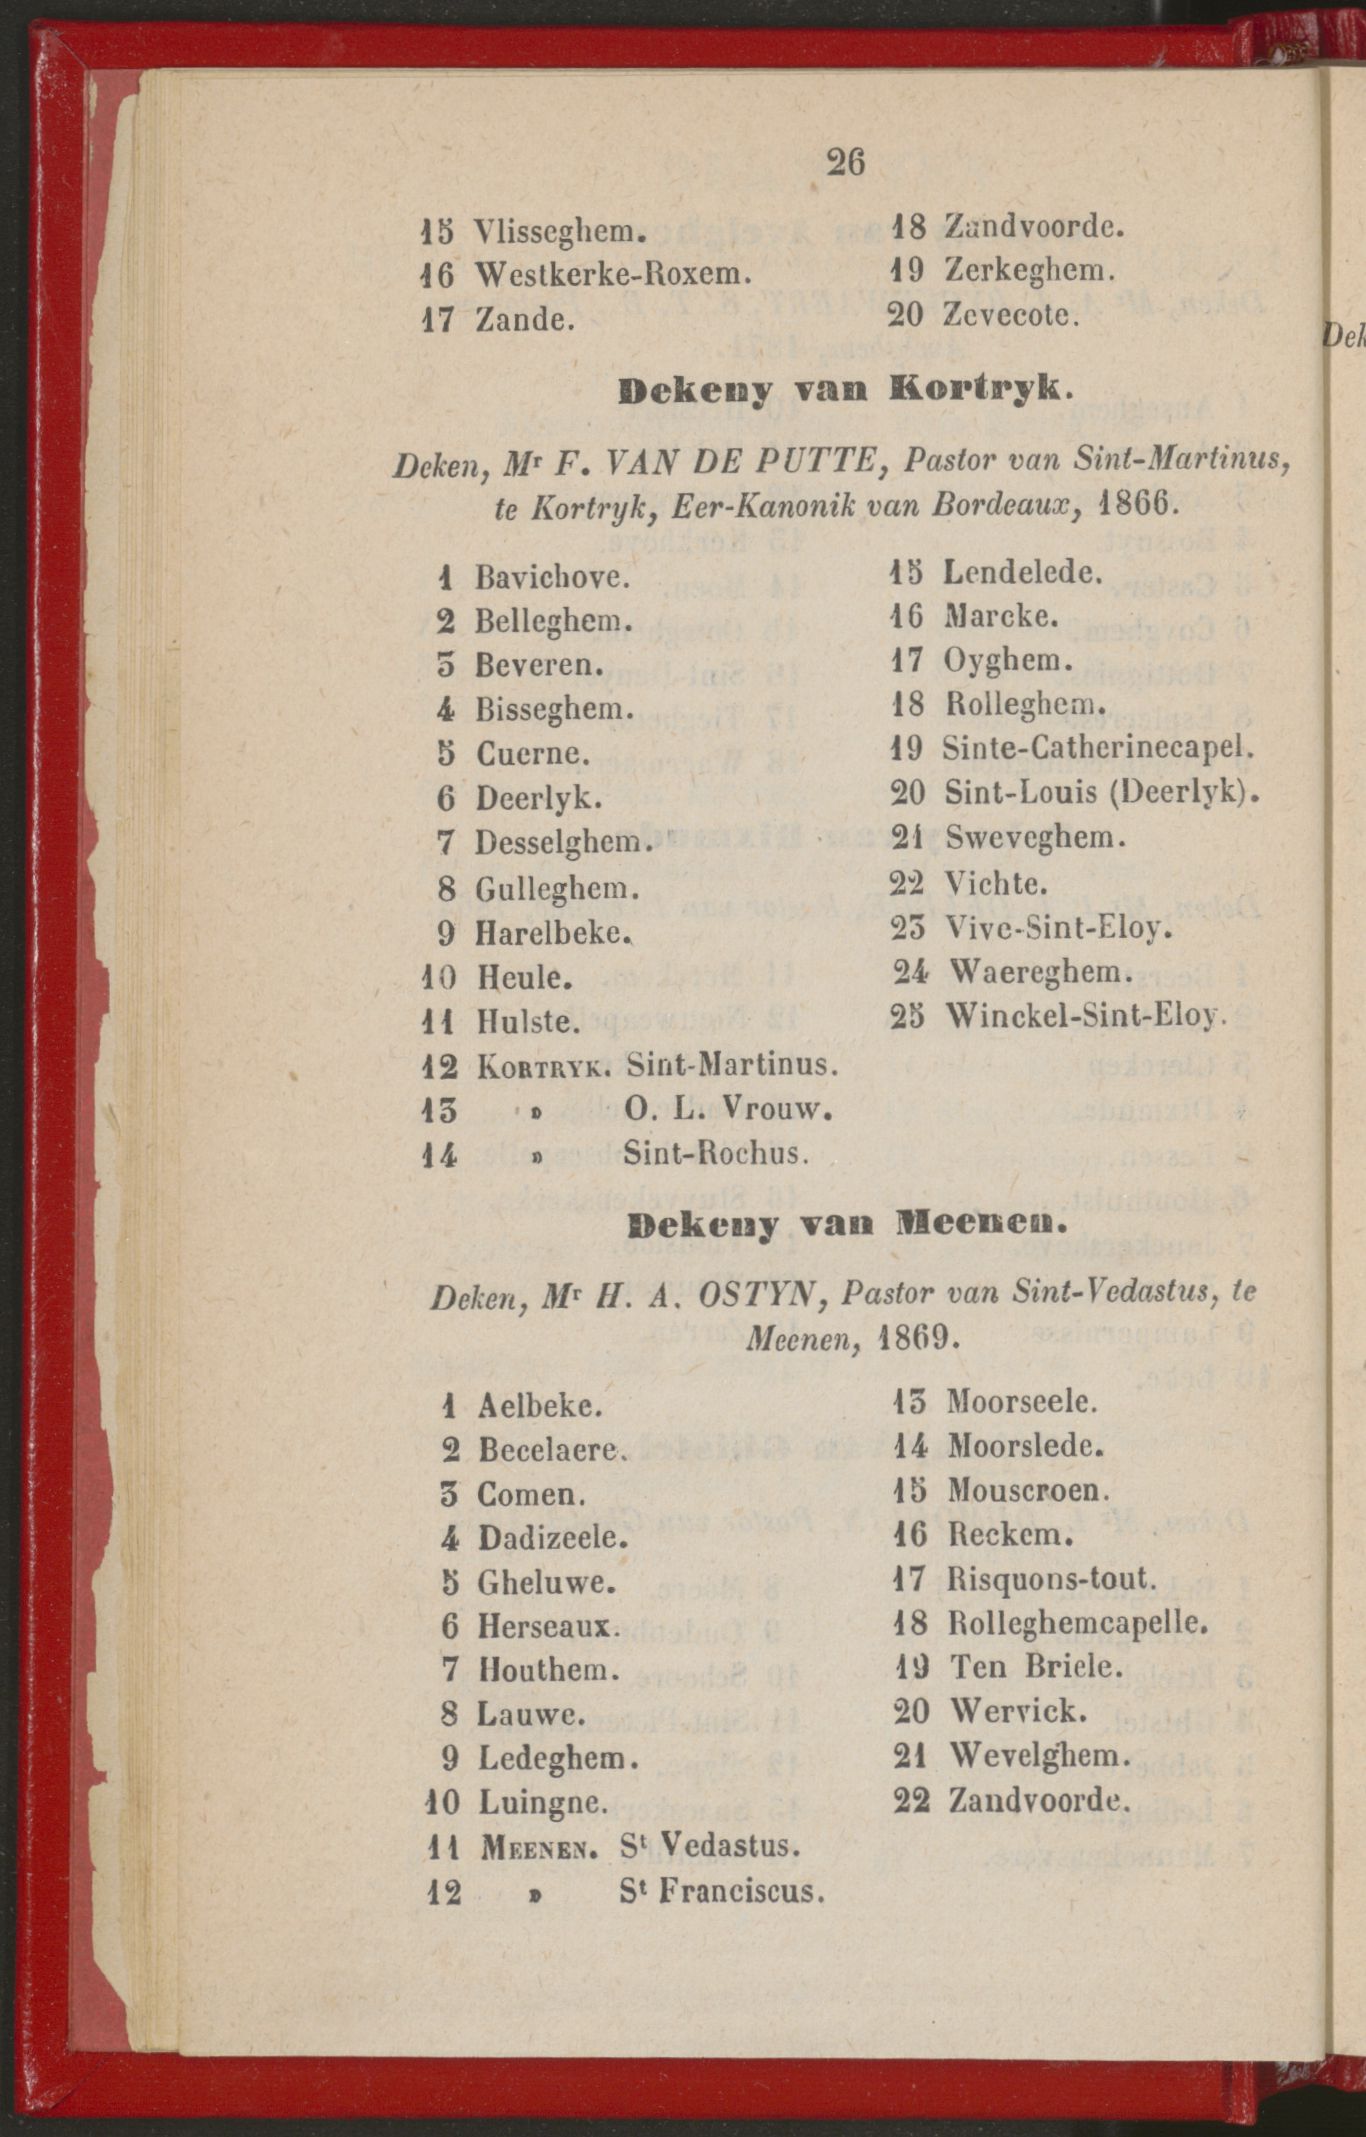 26
15 Vlisseghem.
16 Westkerke-Roxem.
17 Zande.
18 Zandvoorde.
19 Zerkeghem.
20 Zevecote.
Dekeny van Kortryk.
Deken, Mr F. VAN DE PUTTE, Pastor van Sint-Martinus,
te Kortryk, Eer-Kanonik van Bordeaux, 1866.
1 Bavichove.
2 Belleghem.
3 Beveren.
4 Bisseghem.
5 Cuerne.
6 Deerlyk.
7 Desselghem.
8 Gulleghem.
9 Harelbeke.
10 Heule.
11 Hulste.
12 KORTRYK. Sint-Martinus.
13 » O. L. Vrouw.
14 » Sint-Rochus.
15 Lendelede.
16 Marcke.
17 Oyghem.
18 Rolleghem.
19 Sinte-Catherinecapel.
20 Sint-Louis (Deerlyk).
21 Sweveghem.
22 Vichte.
23 Vive-Sint-Eloy.
24 Waereghem.
25 Winckel-Sint-Eloy.
Dekeny van Meenen.
Deken, Mr H. A. OSTYN, Pastor van Sint-Vedastus, te
Meenen, 1869.
1 Aelbeke.
2 Becelaere.
3 Comen.
4 Dadizeele.
5 Gheluwe.
6 Herseaux.
7 Houthem.
8 Lauwe.
9 Ledeghem.
10 Luingne.
11 MEENEN. St Vedastus.
12 » St Franciscus.
13 Moorseele.
14 Moorslede.
15 Mouscroen.
16 Reckem.
17 Risquons-tout.
18 Rolleghemcapelle.
19 Ten Briele.
20 Wervick.
21 Wevelghem.
22 Zandvoorde.